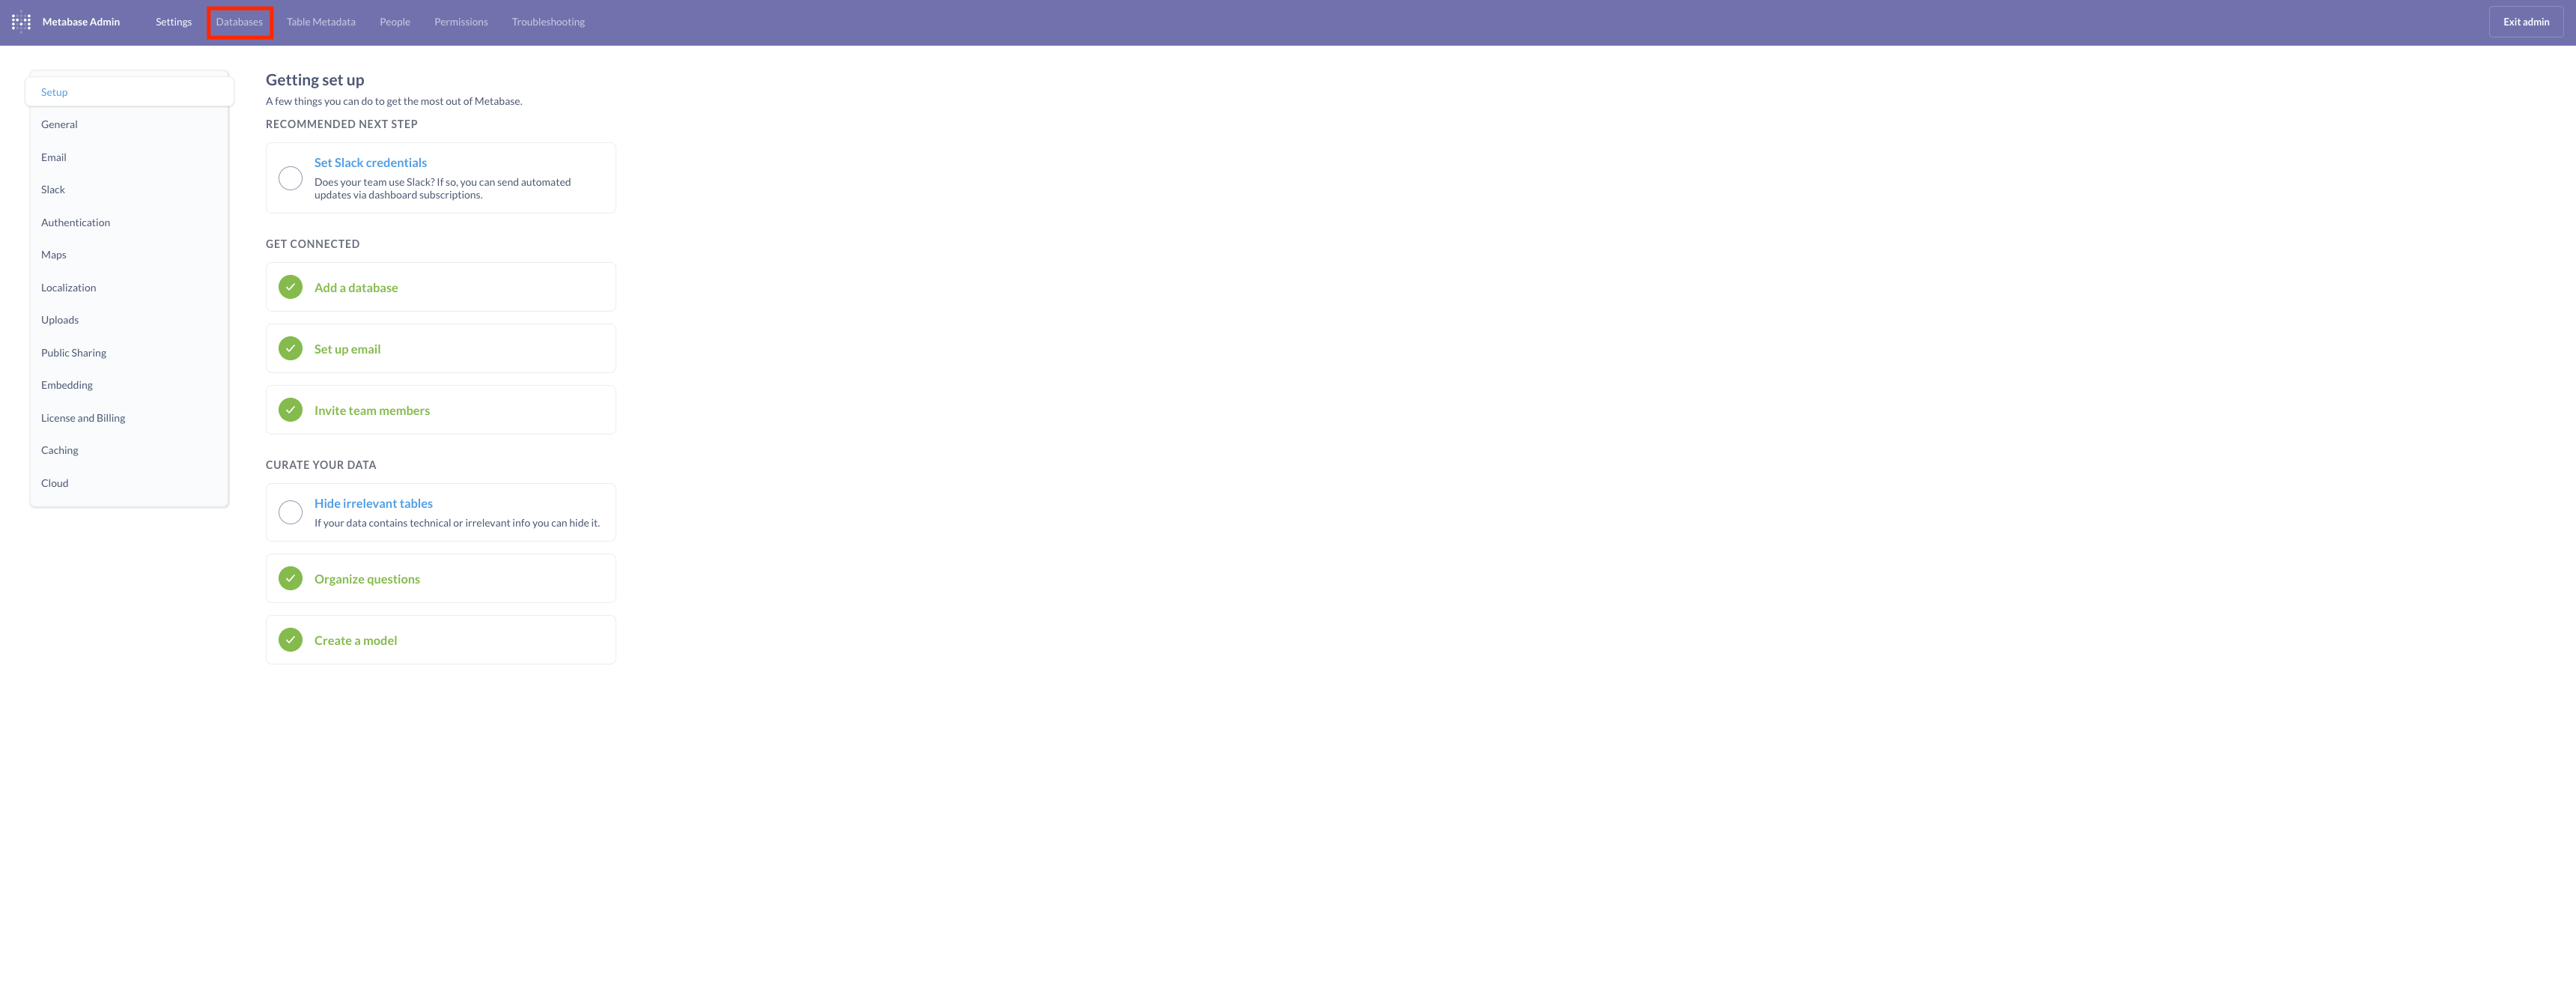 Metabase Admin Settings Databases Table Metadata People Permissions Troubleshooting Exit admin
Setup
General
Email
Slack
Authentication
Maps
Localization
Uploads
Public Sharing
Embedding
License and Billing
Caching
Cloud
Getting set up
A few things you can do to get the most out of Metabase.
RECOMMENDED NEXT STEP
Set Slack credentials
Does your team use Slack? If so, you can send automated
updates via dashboard subscriptions.
GET CONNECTED
Add a database
Set up email
Invite team members
CURATE YOUR DATA
Hide irrelevant tables
If your data contains technical or irrelevant info you can hide it.
Organize questions
Create a model